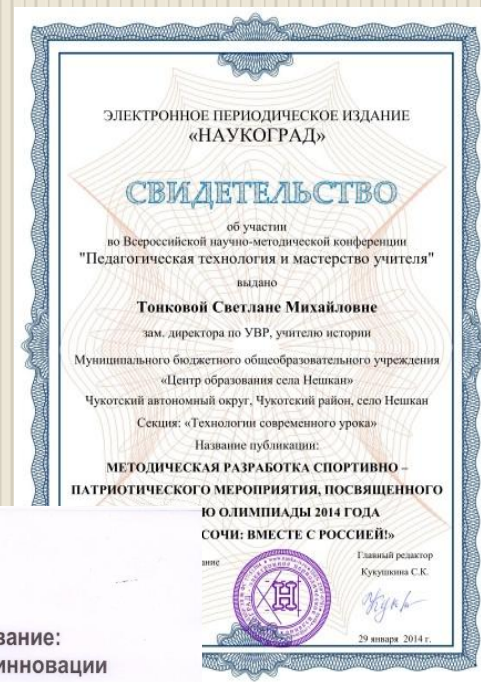 ЭЛЕКТРОННОЕ ПЕРИОДИЧЕСКОЕ ИЗДАНИЕ
«НАУКОГРАД»
СВИДЕТЕЛЬСТВО
об участии
во Всероссийской научно-методической конференции
"Педагогическая технология и мастерство учителя"
выдано
Тонковой Светлане Михайловне
зам. директора по УВР, учителю истории
Муниципального бюджетного общеобразовательного учреждения
«Центр образования села Нешкан»
Чукотский автономный округ, Чукотский район, село Нешкан
Секция: «Технологии современного урока»
Название публикации:
МЕТОДИЧЕСКАЯ РАЗРАБОТКА СПОРТИВНО –
ПАТРИОТИЧЕСКОГО МЕРОПРИЯТИЯ, ПОСВЯЩЕННОГО
Ю ОЛИМПИАДЫ 2014 ГОДА
СОЧИ: ВМЕСТЕ С РОССИЕЙ!»
ание
Главный редактор
Кукушкина С.К.
Н
29 января 2014 г.
вание:
инновации